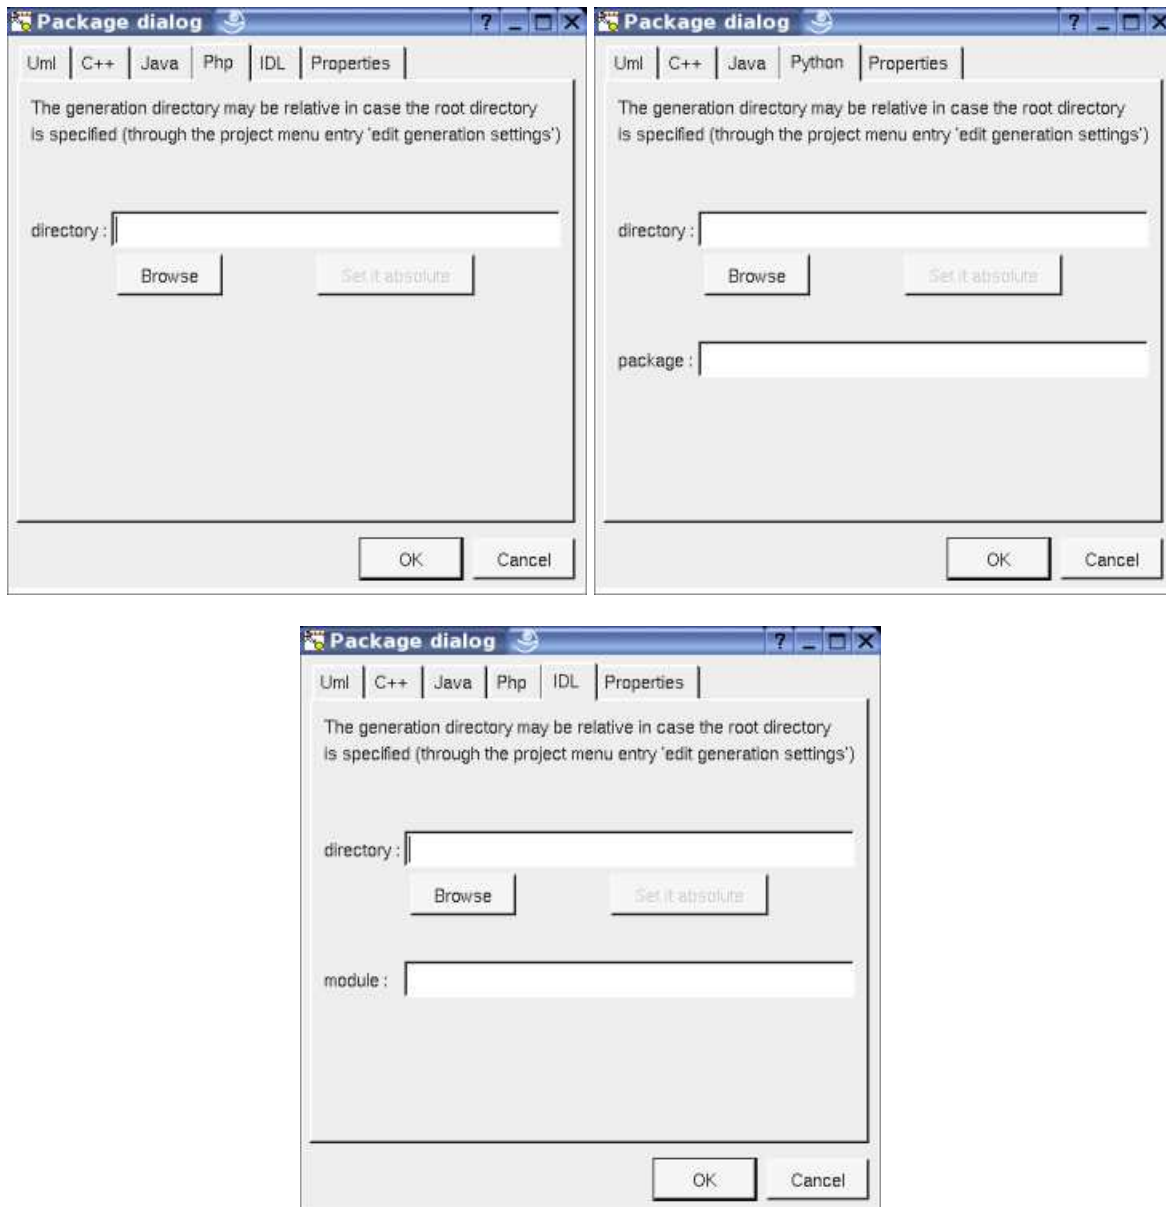 Package dialog
?
Uml C++ Java Php IDL Properties
The generation directory may be relative in case the root directory
is specified (through the project menu entry 'edit generation settings')
directory :
Browse Set it absolute
OK Cancel
Package dialog
?
Uml C++ Java Python Properties
The generation directory may be relative in case the root directory
is specified (through the project menu entry 'edit generation settings')
directory :
Browse Set it absolute
package :
OK Cancel
Package dialog
?
Uml C++ Java Php IDL Properties
The generation directory may be relative in case the root directory
is specified (through the project menu entry 'edit generation settings')
directory :
Browse Set it absolute
module :
OK Cancel